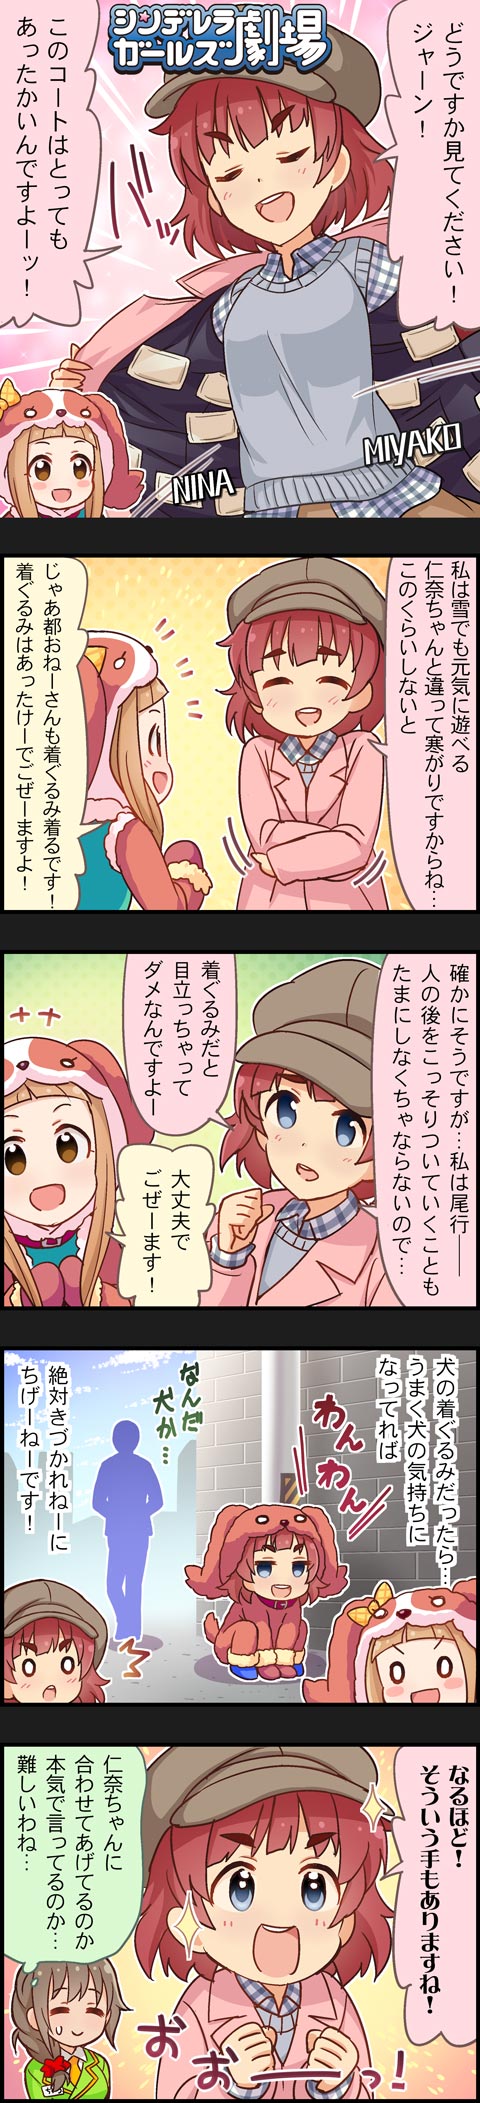 シンデレラ
ガールズ劇場
どうですか見てください！
ジャーン！
このコートはとっても
あったかいんですよーッ！
MIYAKO
NINA
私は雪でも元気に遊べる
仁奈ちゃんと違って寒がりですからね…
このくらいしないと
じゃあ都おねーさんも着ぐるみ着るです！
着ぐるみはあったけーでごぜーますよ！
確かにそうですが…私は尾行――
人の後をこっそりついていくことも
たまにしなくちゃならないので…
着ぐるみだと
目立っちゃって
ダメなんですよー
大丈夫で
ごぜーます！
犬の着ぐるみだったら…
うまく犬の気持ちに
なってれば
わんわん
なんだ
犬か…
絶対きづかれねーに
ちげーねーです！
なるほど！
そういう手もありますね！
おおーーっ！
仁奈ちゃんに
合わせてあげてるのか
本気で言ってるのか…
難しいわね…